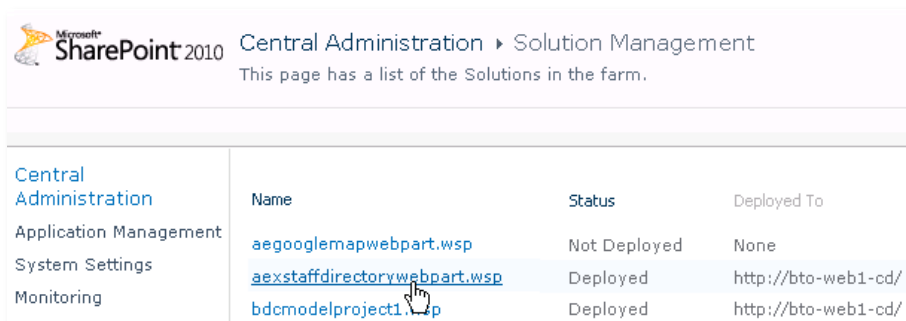 Microsoft®
SharePoint 2010
Central Administration ▸ Solution Management
This page has a list of the Solutions in the farm.
Central
Administration
Application Management
System Settings
Monitoring
Name Status Deployed To
aegooglemapwebpart.wsp Not Deployed None
aexstaffdirectorywebpart.wsp Deployed http://bto-web1-cd/
bdcmodelproject1.wsp Deployed http://bto-web1-cd/